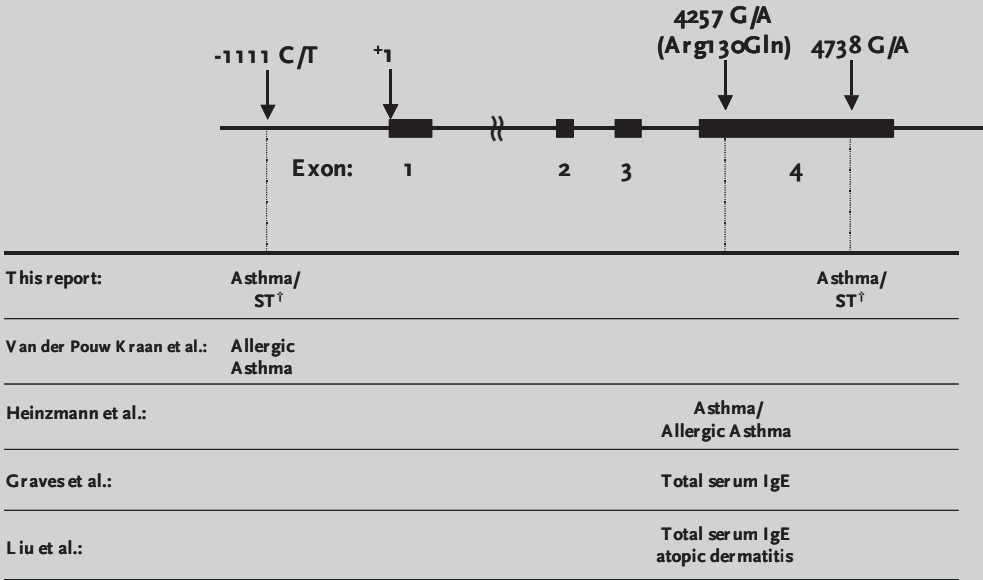 4257 G/A
(Arg130Gln)
-1111 C/T
+1
4738 G/A
Exon:
1
2
3
4
This report:
Asthma/
ST†
Asthma/
ST†
Van der Pouw Kraan et al.:
Allergic
Asthma
Heinzmann et al.:
Asthma/
Allergic Asthma
Graves et al.:
Total serum IgE
Liu et al.:
Total serum IgE
atopic dermatitis